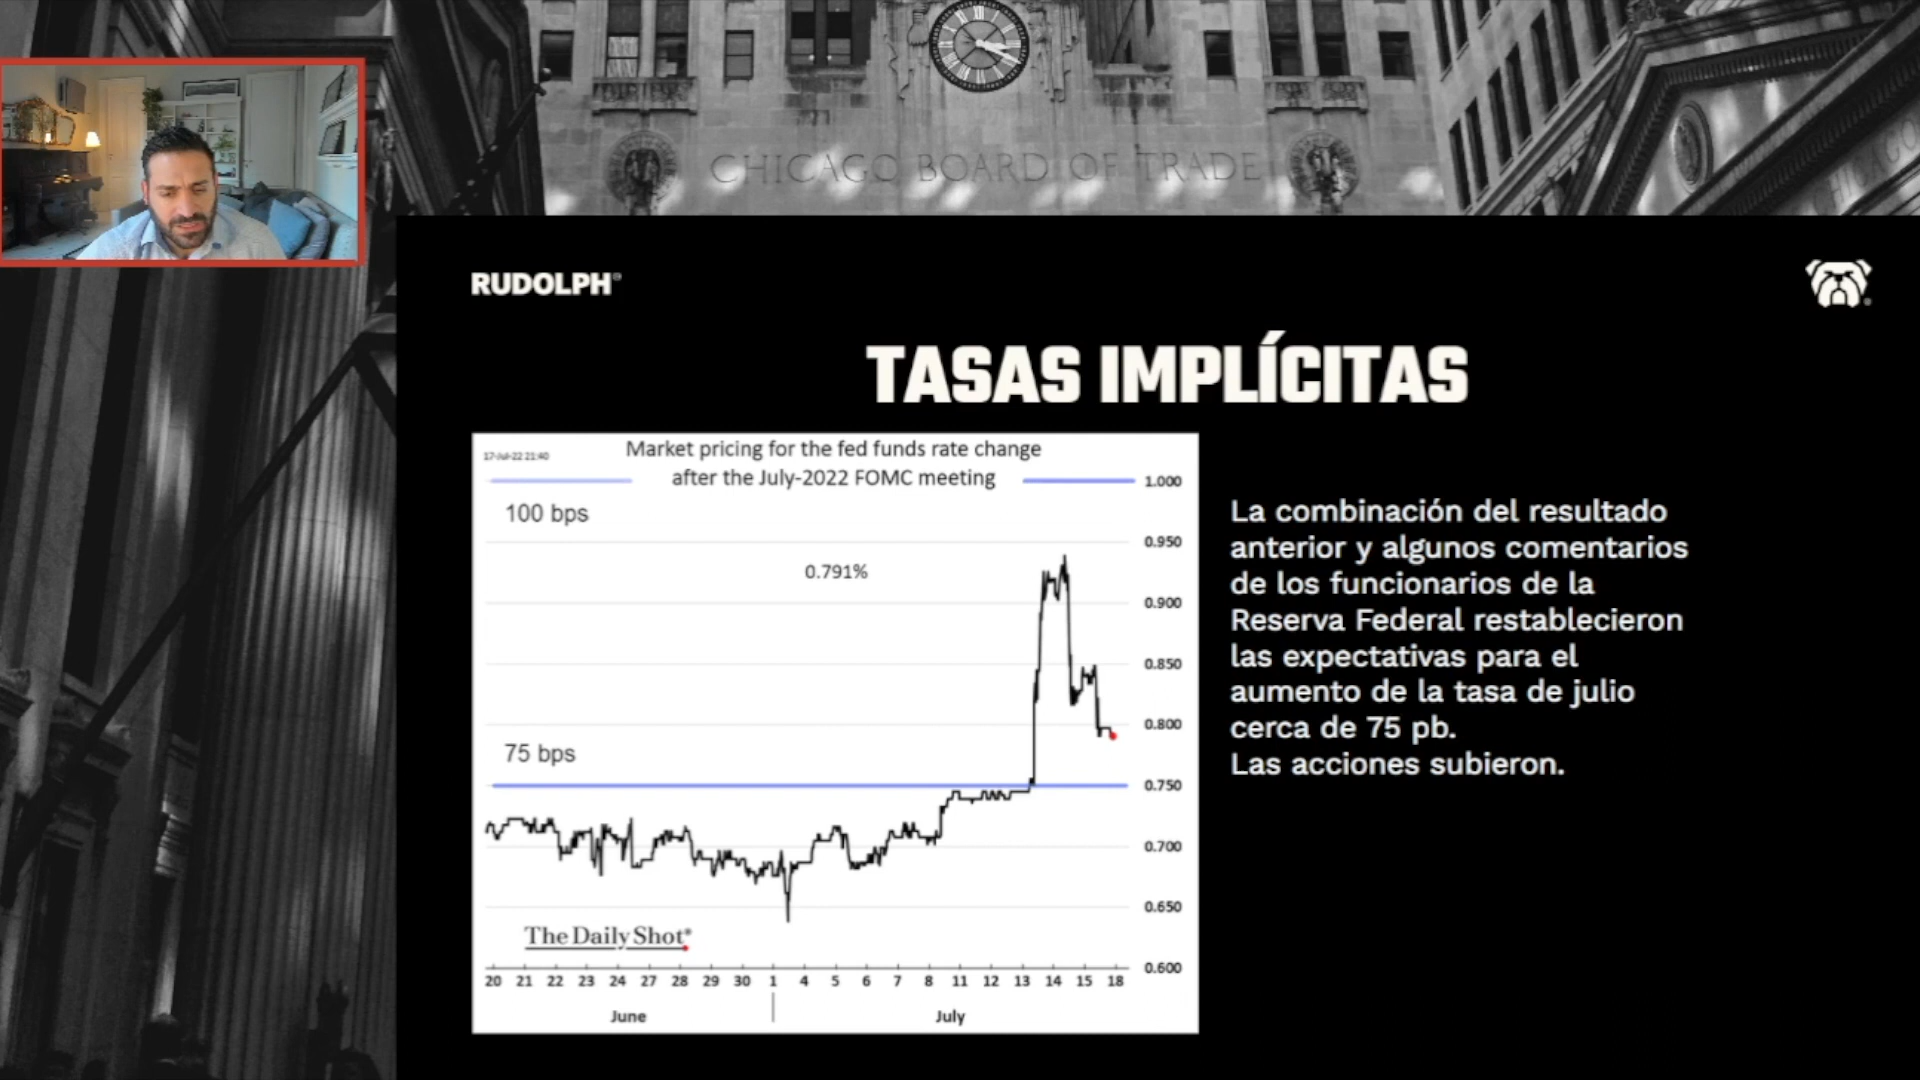 CHICAGO BOARD OF TRADE
RUDOLPH
TASAS IMPLÍCITAS
17-Jul-22 21:40
Market pricing for the fed funds rate change
after the July-2022 FOMC meeting
1.000
100 bps
0.950
0.791%
0.900
0.850
0.800
75 bps
0.750
0.700
0.650
The Daily Shot®
0.600
20 21 22 23 24 27 28 29 30 1 4 5 6 7 8 11 12 13 14 15 18
June July
La combinación del resultado
anterior y algunos comentarios
de los funcionarios de la
Reserva Federal restablecieron
las expectativas para el
aumento de la tasa de julio
cerca de 75 pb.
Las acciones subieron.